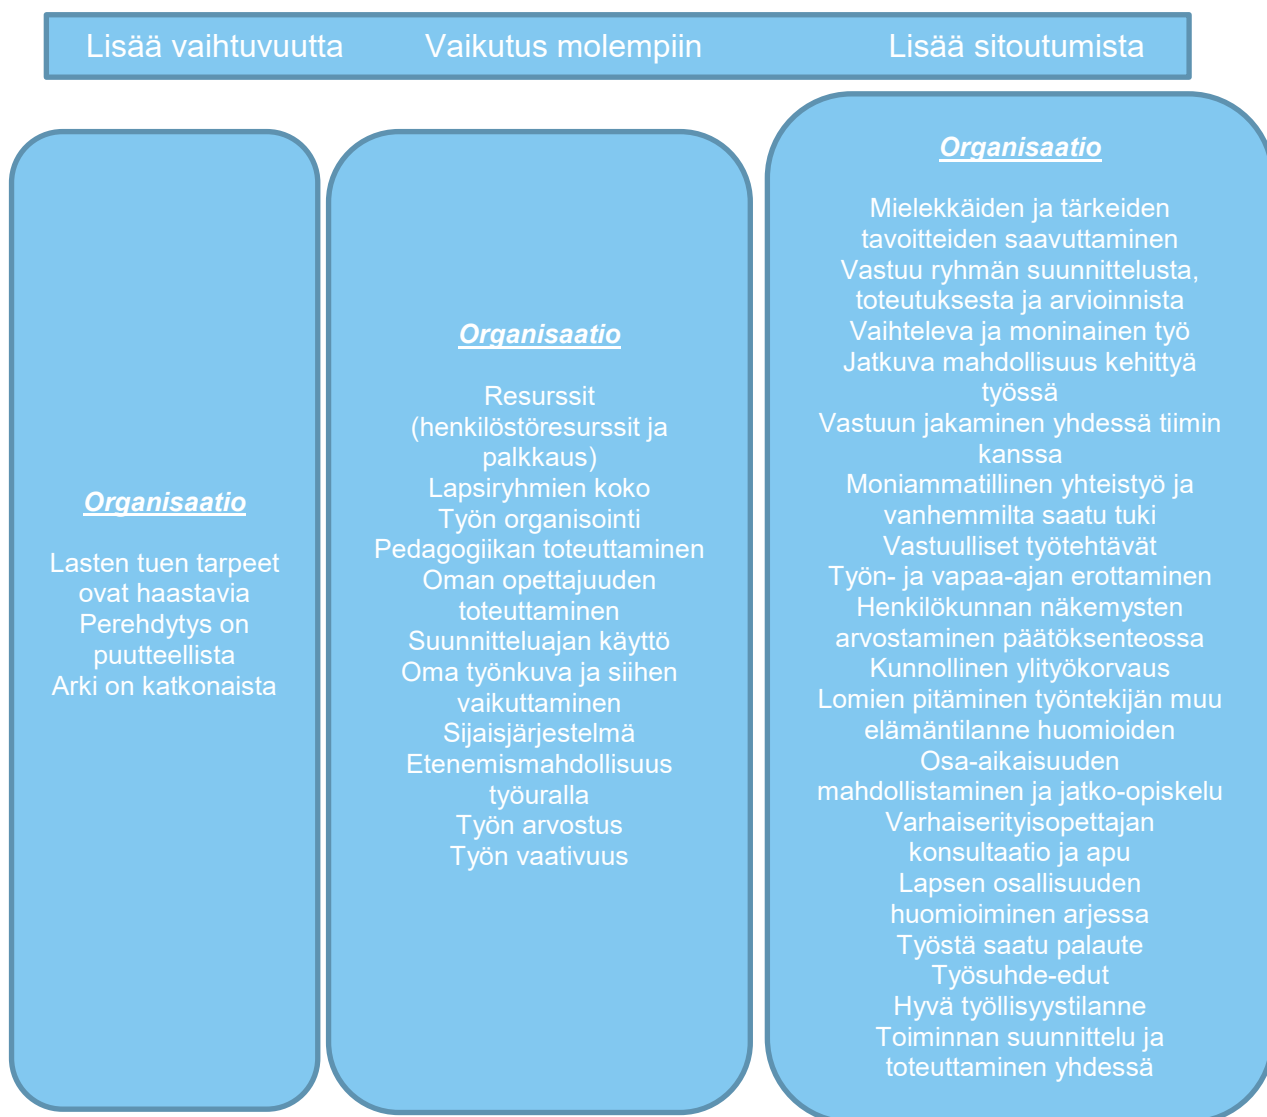 Lisää vaihtuvuutta
Vaikutus molempiin
Lisää sitoutumista
Organisaatio
Lasten tuen tarpeet
ovat haastavia
Perehdytys on
puutteellista
Arki on katkonaista
Organisaatio
Resurssit
(henkilöstöresurssit ja
palkkaus)
Lapsiryhmien koko
Työn organisointi
Pedagogiikan toteuttaminen
Oman opettajuuden
toteuttaminen
Suunnitteluajan käyttö
Oma työnkuva ja siihen
vaikuttaminen
Sijaisjärjestelmä
Etenemismahdollisuus
työuralla
Työn arvostus
Työn vaativuus
Organisaatio
Mielekkäiden ja tärkeiden
tavoitteiden saavuttaminen
Vastuu ryhmän suunnittelusta,
toteutuksesta ja arvioinnista
Vaihteleva ja moninainen työ
Jatkuva mahdollisuus kehittyä
työssä
Vastuun jakaminen yhdessä tiimin
kanssa
Moniammatillinen yhteistyö ja
vanhemmilta saatu tuki
Vastuulliset työtehtävät
Työn- ja vapaa-ajan erottaminen
Henkilökunnan näkemysten
arvostaminen päätöksenteossa
Kunnollinen ylityökorvaus
Lomien pitäminen työntekijän muu
elämäntilanne huomioiden
Osa-aikaisuuden
mahdollistaminen ja jatko-opiskelu
Varhaiserityisopettajan
konsultaatio ja apu
Lapsen osallisuuden
huomioiminen arjessa
Työstä saatu palaute
Työsuhde-edut
Hyvä työllisyystilanne
Toiminnan suunnittelu ja
toteuttaminen yhdessä